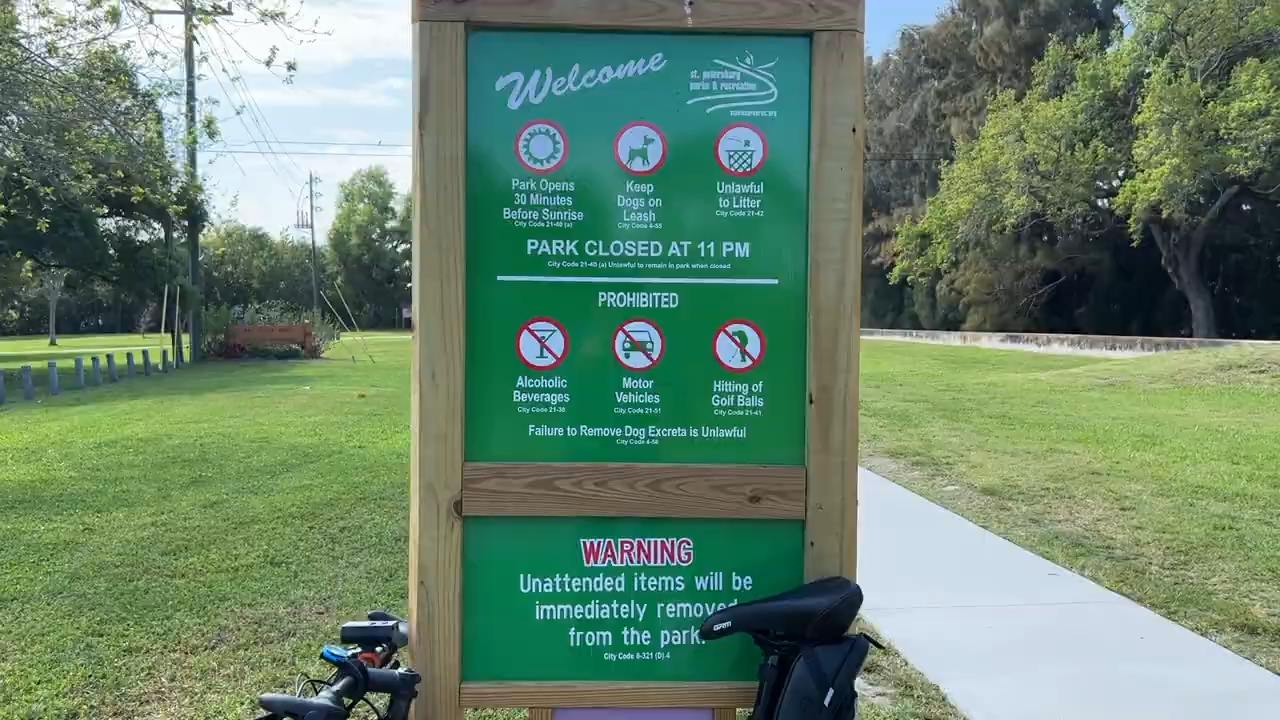 Welcome
st. petersburg
parks & recreation
Park Opens
30 Minutes
Before Sunrise
City Code 21-40 (a)
Keep
Dogs on
Leash
City Code 4-55
Unlawful
to Litter
City Code 21-42
PARK CLOSED AT 11 PM
City Code 21-40 (a) Unlawful to remain in park when closed
PROHIBITED
Alcoholic
Beverages
City Code 21-38
Motor
Vehicles
City Code 21-51
Hitting of
Golf Balls
City Code 21-41
Failure to Remove Dog Excreta is Unlawful
City Code 4-56
WARNING
Unattended items will be
immediately removed
from the park.
City Code 8-321 (D) 4